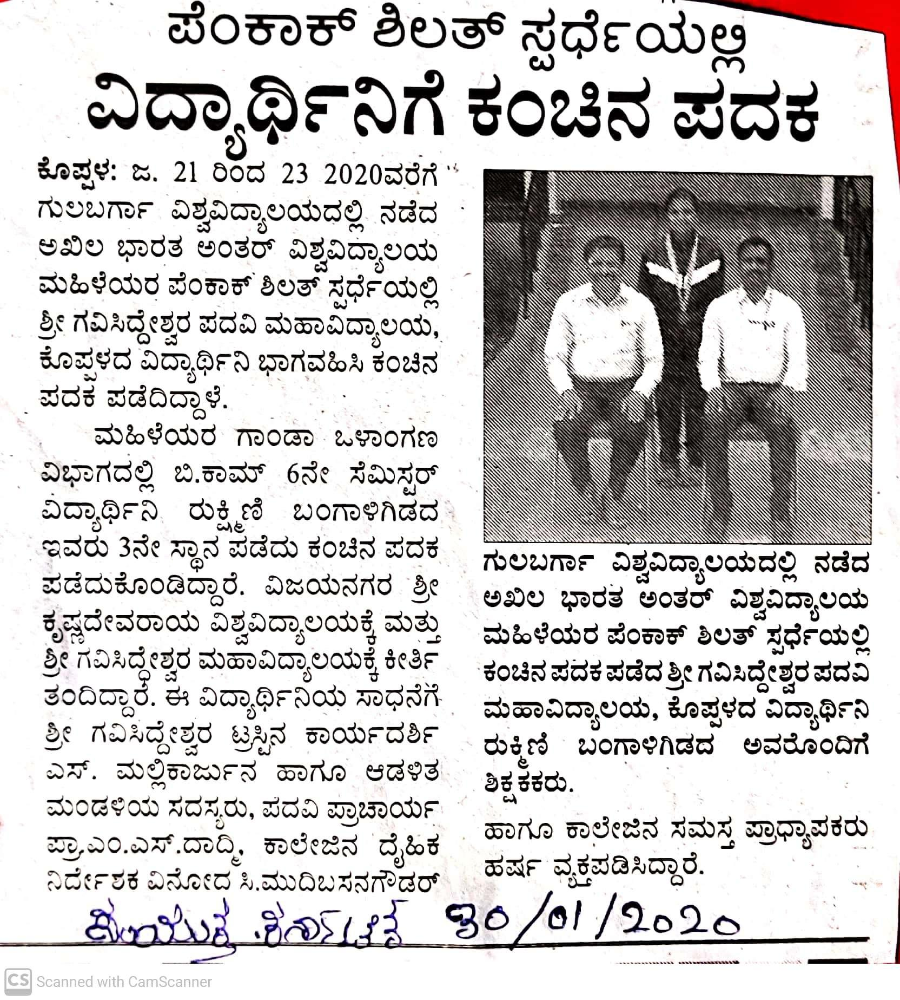 ಪೆಂಕಾಕ್ ಶಿಲತ್ ಸ್ಪರ್ಧೆಯಲ್ಲಿ
ವಿದ್ಯಾರ್ಥಿನಿಗೆ ಕಂಚಿನ ಪದಕ
ಕೊಪ್ಪಳ: ಜ. 21 ರಿಂದ 23 2020ವರೆಗೆ
ಗುಲಬರ್ಗಾ ವಿಶ್ವವಿದ್ಯಾಲಯದಲ್ಲಿ ನಡೆದ
ಅಖಿಲ ಭಾರತ ಅಂತರ್ ವಿಶ್ವವಿದ್ಯಾಲಯ
ಮಹಿಳೆಯರ ಪೆಂಕಾಕ್ ಶಿಲತ್ ಸ್ಪರ್ಧೆಯಲ್ಲಿ
ಶ್ರೀ ಗವಿಸಿದ್ದೇಶ್ವರ ಪದವಿ ಮಹಾವಿದ್ಯಾಲಯ,
ಕೊಪ್ಪಳದ ವಿದ್ಯಾರ್ಥಿನಿ ಭಾಗವಹಿಸಿ ಕಂಚಿನ
ಪದಕ ಪಡೆದಿದ್ದಾಳೆ.
ಮಹಿಳೆಯರ ಗಾಂಡಾ ಒಳಾಂಗಣ
ವಿಭಾಗದಲ್ಲಿ ಬಿ.ಕಾಮ್ 6ನೇ ಸೆಮಿಸ್ಟರ್
ವಿದ್ಯಾರ್ಥಿನಿ ರುಕ್ಷ್ಮಿಣಿ ಬಂಗಾಳಿಗಿಡದ
ಇವರು 3ನೇ ಸ್ಥಾನ ಪಡೆದು ಕಂಚಿನ ಪದಕ
ಪಡೆದುಕೊಂಡಿದ್ದಾರೆ. ವಿಜಯನಗರ ಶ್ರೀ
ಕೃಷ್ಣದೇವರಾಯ ವಿಶ್ವವಿದ್ಯಾಲಯಕ್ಕೆ ಮತ್ತು
ಶ್ರೀ ಗವಿಸಿದ್ಧೇಶ್ವರ ಮಹಾವಿದ್ಯಾಲಯಕ್ಕೆ ಕೀರ್ತಿ
ತಂದಿದ್ದಾರೆ. ಈ ವಿದ್ಯಾರ್ಥಿನಿಯ ಸಾಧನೆಗೆ
ಶ್ರೀ ಗವಿಸಿದ್ದೇಶ್ವರ ಟ್ರಸ್ಟಿನ ಕಾರ್ಯದರ್ಶಿ
ಎಸ್. ಮಲ್ಲಿಕಾರ್ಜುನ ಹಾಗೂ ಆಡಳಿತ
ಮಂಡಳಿಯ ಸದಸ್ಯರು, ಪದವಿ ಪ್ರಾಚಾರ್ಯ
ಪ್ರಾ.ಎಂ.ಎಸ್.ದಾದ್ಮಿ, ಕಾಲೇಜಿನ ದೈಹಿಕ
ನಿರ್ದೇಶಕ ವಿನೋದ ಸಿ.ಮುದಿಬಸನಗೌಡರ್
ಗುಲಬರ್ಗಾ ವಿಶ್ವವಿದ್ಯಾಲಯದಲ್ಲಿ ನಡೆದ
ಅಖಿಲ ಭಾರತ ಅಂತರ್ ವಿಶ್ವವಿದ್ಯಾಲಯ
ಮಹಿಳೆಯರ ಪೆಂಕಾಕ್ ಶಿಲತ್ ಸ್ಪರ್ಧೆಯಲ್ಲಿ
ಕಂಚಿನ ಪದಕ ಪಡೆದ ಶ್ರೀ ಗವಿಸಿದ್ದೇಶ್ವರ ಪದವಿ
ಮಹಾವಿದ್ಯಾಲಯ, ಕೊಪ್ಪಳದ ವಿದ್ಯಾರ್ಥಿನಿ
ರುಕ್ಮಿಣಿ ಬಂಗಾಳಿಗಿಡದ ಅವರೊಂದಿಗೆ
ಶಿಕ್ಷಕಕರು.
ಹಾಗೂ ಕಾಲೇಜಿನ ಸಮಸ್ತ ಪ್ರಾಧ್ಯಾಪಕರು
ಹರ್ಷ ವ್ಯಕ್ತಪಡಿಸಿದ್ದಾರೆ.
30/01/2020
CS Scanned with CamScanner